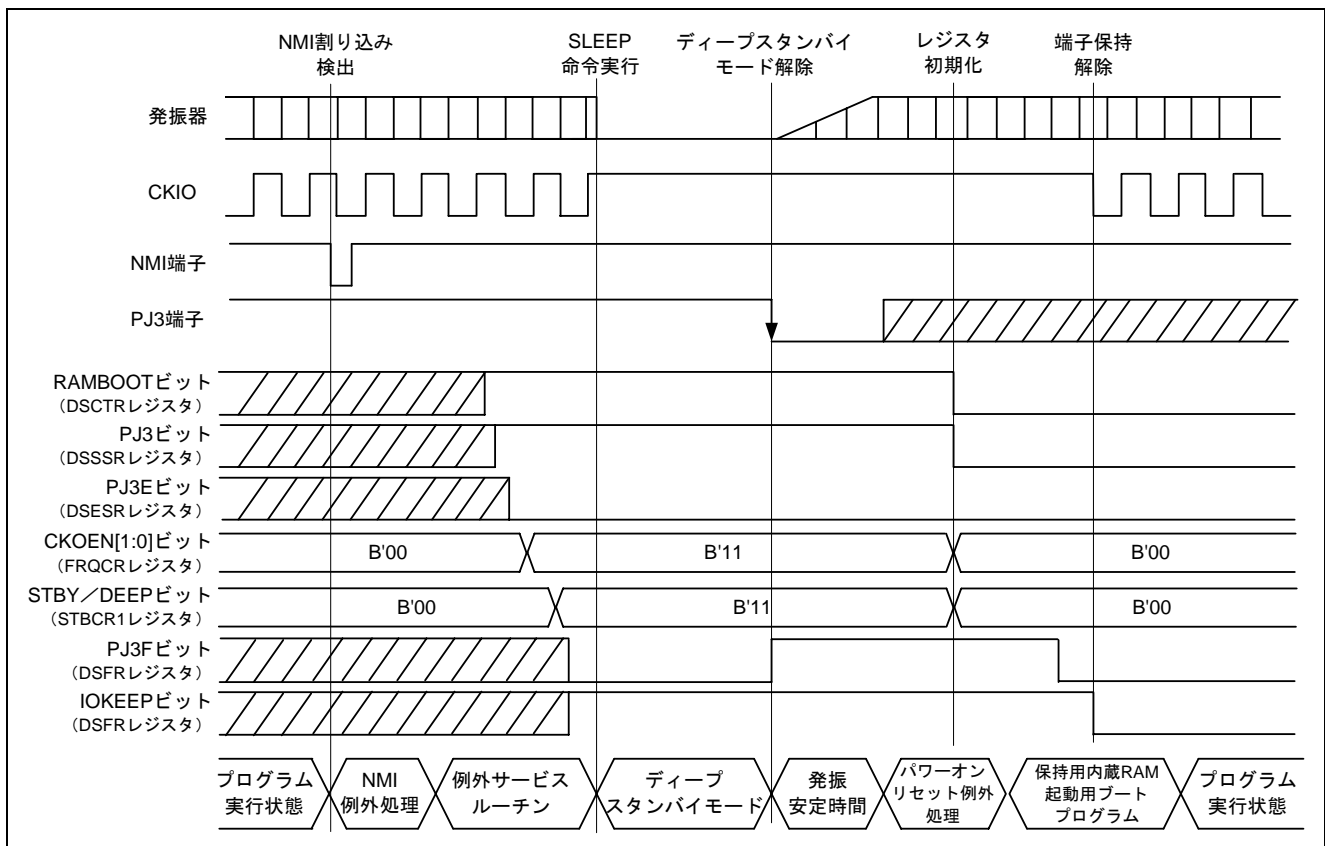 NMI割り込み
検出
SLEEP
命令実行
ディープスタンバイ
モード解除
レジスタ
初期化
端子保持
解除
発振器
CKIO
NMI端子
PJ3端子
RAMBOOTビット
（DSCTRレジスタ）
PJ3ビット
（DSSSRレジスタ）
PJ3Eビット
（DSESRレジスタ）
CKOEN[1:0]ビット
（FRQCRレジスタ）
B'00
B'11
B'00
STBY／DEEPビット
（STBCR1レジスタ）
B'00
B'11
B'00
PJ3Fビット
（DSFRレジスタ）
IOKEEPビット
（DSFRレジスタ）
プログラム
実行状態
NMI
例外処理
例外サービス
ルーチン
ディープ
スタンバイモード
発振
安定時間
パワーオン
リセット例外
処理
保持用内蔵RAM
起動用ブート
プログラム
プログラム
実行状態